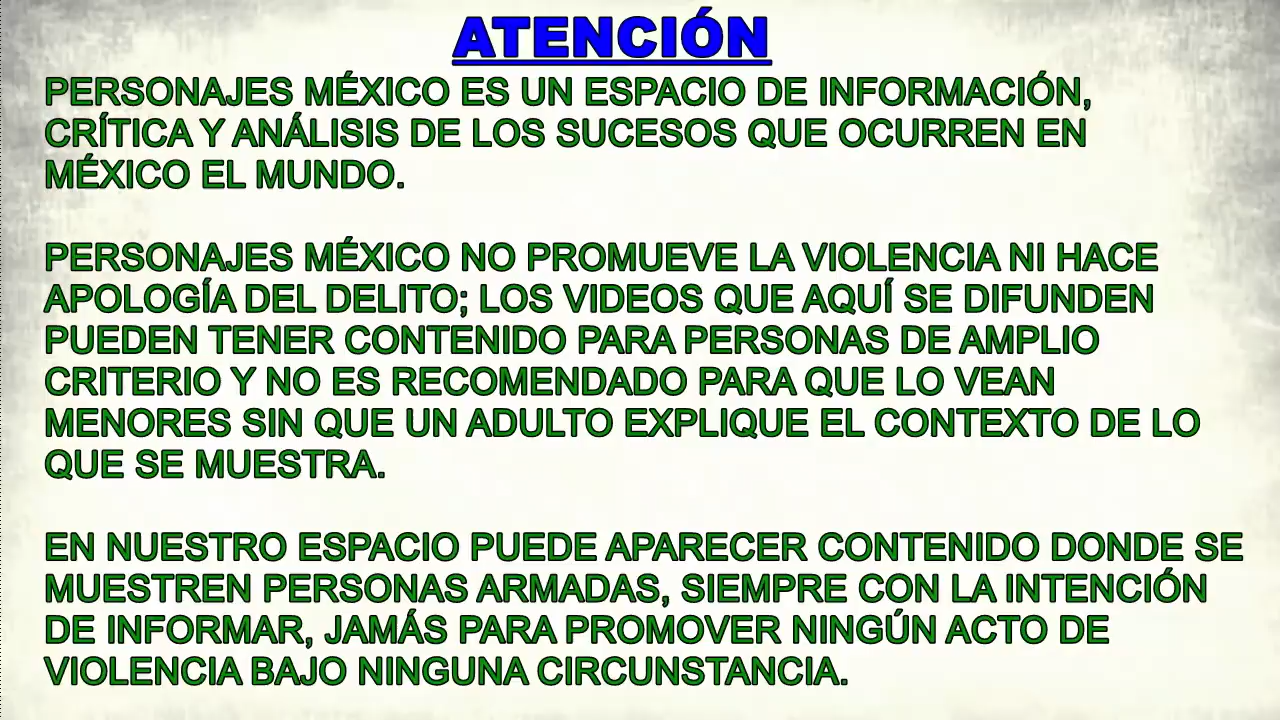 ATENCIÓN
PERSONAJES MÉXICO ES UN ESPACIO DE INFORMACIÓN,
CRÍTICA Y ANÁLISIS DE LOS SUCESOS QUE OCURREN EN
MÉXICO EL MUNDO.
PERSONAJES MÉXICO NO PROMUEVE LA VIOLENCIA NI HACE
APOLOGÍA DEL DELITO; LOS VIDEOS QUE AQUÍ SE DIFUNDEN
PUEDEN TENER CONTENIDO PARA PERSONAS DE AMPLIO
CRITERIO Y NO ES RECOMENDADO PARA QUE LO VEAN
MENORES SIN QUE UN ADULTO EXPLIQUE EL CONTEXTO DE LO
QUE SE MUESTRA.
EN NUESTRO ESPACIO PUEDE APARECER CONTENIDO DONDE SE
MUESTREN PERSONAS ARMADAS, SIEMPRE CON LA INTENCIÓN
DE INFORMAR, JAMÁS PARA PROMOVER NINGÚN ACTO DE
VIOLENCIA BAJO NINGUNA CIRCUNSTANCIA.